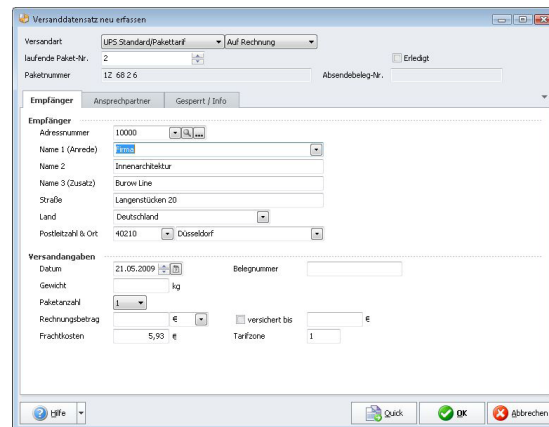 Versanddatensatz neu erfassen
Versandart UPS Standard/Pakettarif Auf Rechnung
laufende Paket-Nr. 2 Erledigt
Paketnummer 1Z 68 2 6 Absendebeleg-Nr.
Empfänger Ansprechpartner Gesperrt / Info
Empfänger
Adressnummer 10000
Name 1 (Anrede) Firma
Name 2 Innenarchitektur
Name 3 (Zusatz) Burow Line
Straße Langenstücken 20
Land Deutschland
Postleitzahl & Ort 40210 Düsseldorf
Versandangaben
Datum 21.05.2009 Belegnummer
Gewicht kg
Paketanzahl 1
Rechnungsbetrag € versichert bis €
Frachtkosten 5,93 € Tarifzone 1
Hilfe Quick OK Abbrechen